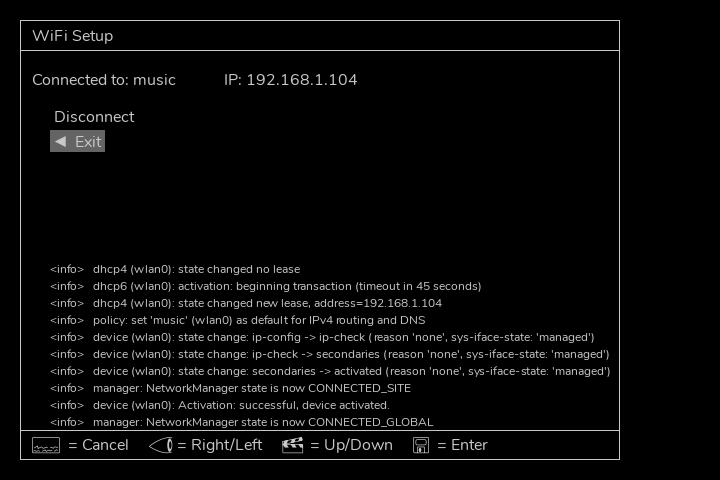 WiFi Setup
Connected to: music IP: 192.168.1.104
Disconnect
◄ Exit
<info> dhcp4 (wlan0): state changed no lease
<info> dhcp6 (wlan0): activation: beginning transaction (timeout in 45 seconds)
<info> dhcp4 (wlan0): state changed new lease, address=192.168.1.104
<info> policy: set 'music' (wlan0) as default for IPv4 routing and DNS
<info> device (wlan0): state change: ip-config -> ip-check (reason 'none', sys-iface-state: 'managed')
<info> device (wlan0): state change: ip-check -> secondaries (reason 'none', sys-iface-state: 'managed')
<info> device (wlan0): state change: secondaries -> activated (reason 'none', sys-iface-state: 'managed')
<info> manager: NetworkManager state is now CONNECTED_SITE
<info> device (wlan0): Activation: successful, device activated.
<info> manager: NetworkManager state is now CONNECTED_GLOBAL
= Cancel = Right/Left = Up/Down = Enter